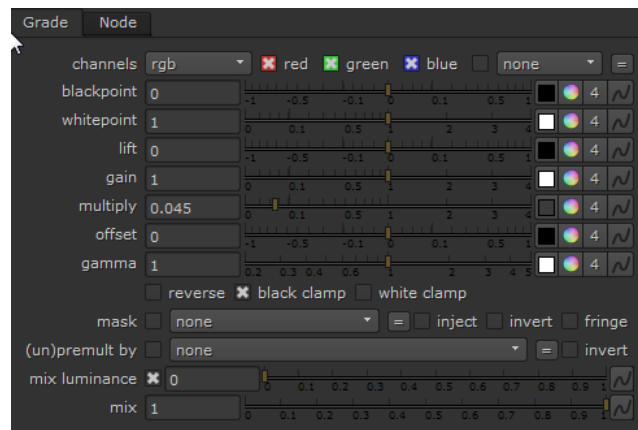 Grade Node
channels rgb red green blue none =
blackpoint 0 -1 -0.5 -0.1 0 0.1 0.5 1 4
whitepoint 1 0 0.1 0.5 1 2 3 4 4
lift 0 -1 -0.5 -0.1 0 0.1 0.5 1 4
gain 1 0 0.1 0.5 1 2 3 4 4
multiply 0.045 0 0.1 0.5 1 2 3 4 4
offset 0 -1 -0.5 -0.1 0 0.1 0.5 1 4
gamma 1 0.2 0.3 0.4 0.6 1 2 3 4 5 4
reverse black clamp white clamp
mask none = inject invert fringe
(un)premult by none = invert
mix luminance 0 0 0.1 0.2 0.3 0.4 0.5 0.6 0.7 0.8 0.9 1
mix 1 0 0.1 0.2 0.3 0.4 0.5 0.6 0.7 0.8 0.9 1